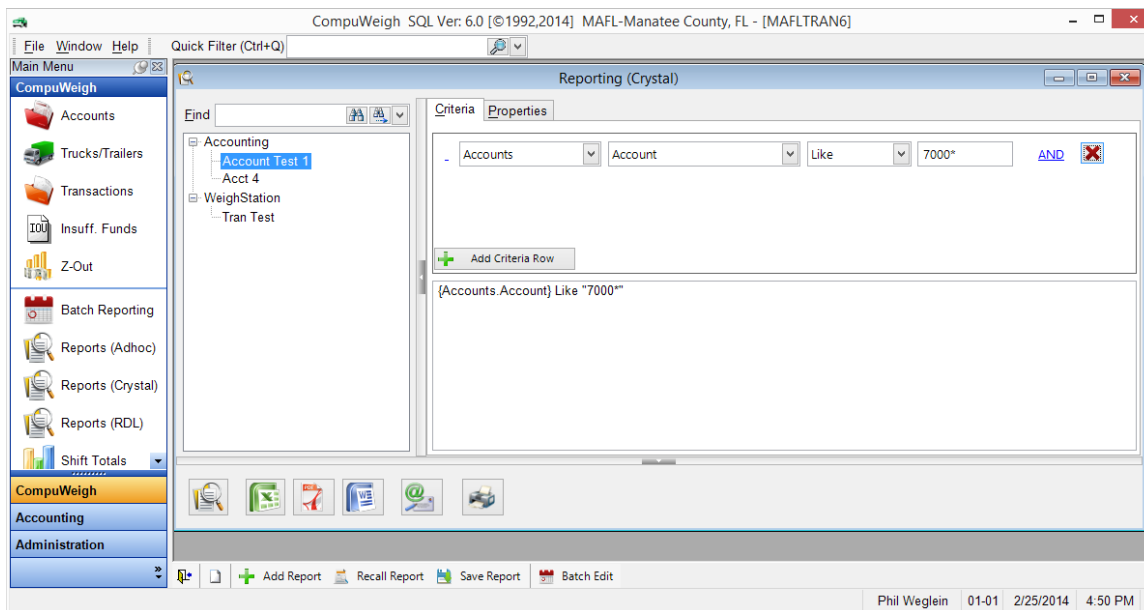 CompuWeigh SQL Ver: 6.0 [©1992,2014] MAFL-Manatee County, FL - [MAFLTRAN6]
File Window Help Quick Filter (Ctrl+Q)
Main Menu
CompuWeigh
Accounts
Trucks/Trailers
Transactions
IOU Insuff. Funds
Z-Out
Batch Reporting
Reports (Adhoc)
Reports (Crystal)
Reports (RDL)
Shift Totals
CompuWeigh
Accounting
Administration
Reporting (Crystal)
Find
Accounting
Account Test 1
Acct 4
WeighStation
Tran Test
Criteria Properties
Accounts Account Like 7000* AND
Add Criteria Row
{Accounts.Account} Like "7000*"
Add Report Recall Report Save Report Batch Edit
Phil Weglein 01-01 2/25/2014 4:50 PM